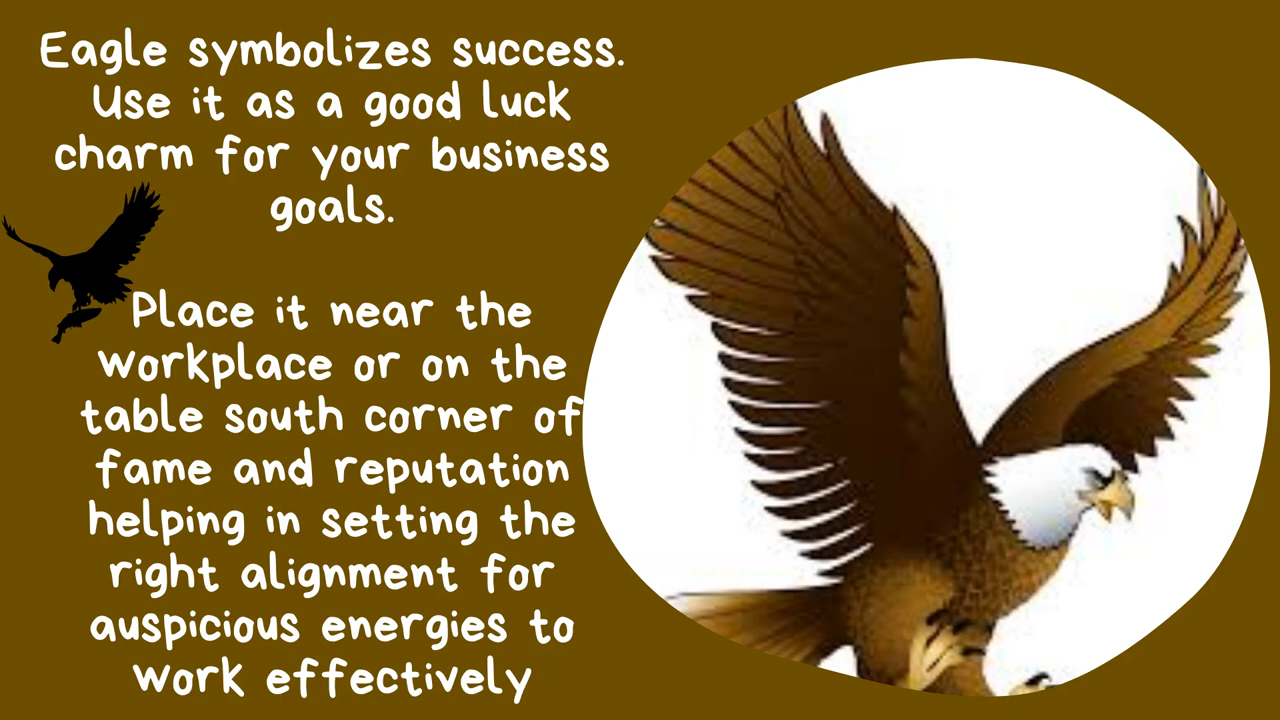 Eagle symbolizes success.
Use it as a good luck
charm for your business
goals.
Place it near the
workplace or on the
table south corner of
fame and reputation
helping in setting the
right alignment for
auspicious energies to
work effectively